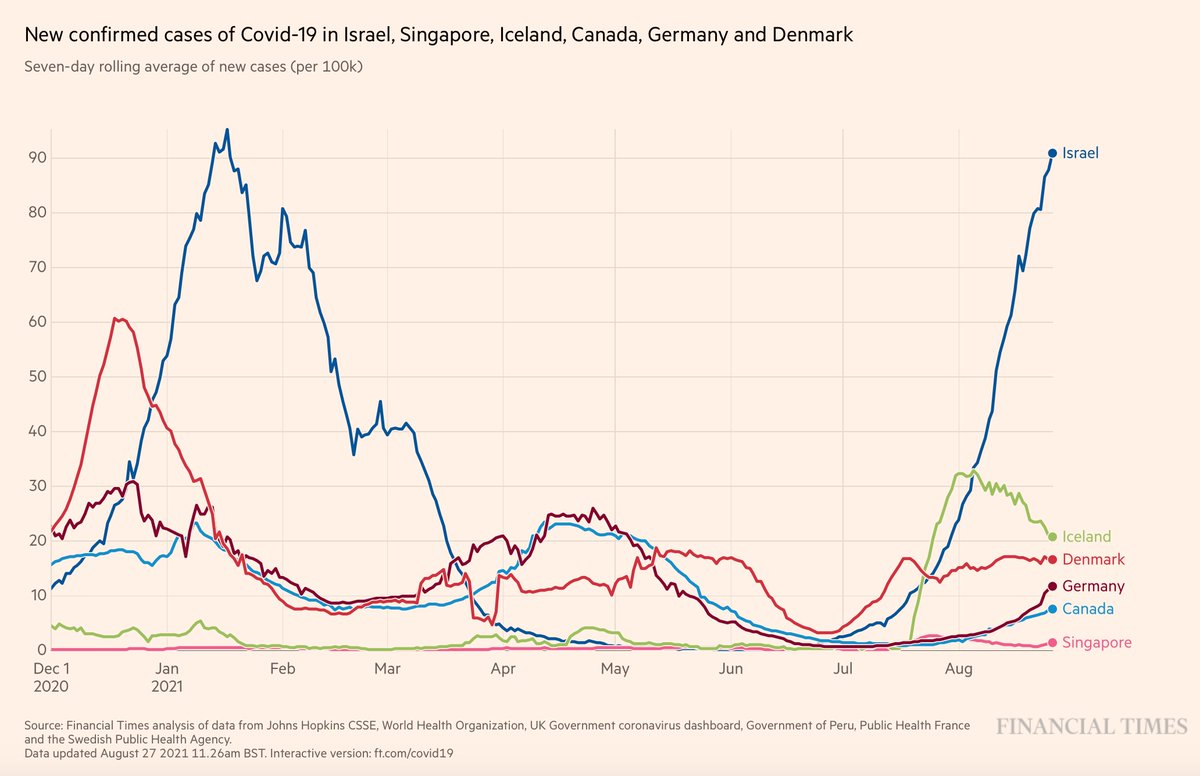 New confirmed cases of Covid-19 in Israel, Singapore, Iceland, Canada, Germany and Denmark
Seven-day rolling average of new cases (per 100k)
90
80
70
60
50
40
30
20
10
0
Israel
Iceland
Denmark
Germany
Canada
Singapore
Dec 1 Jan Feb Mar Apr May Jun Jul Aug
2020 2021
Source: Financial Times analysis of data from Johns Hopkins CSSE, World Health Organization, UK Government coronavirus dashboard, Government of Peru, Public Health France
and the Swedish Public Health Agency.
Data updated August 27 2021 11.26am BST. Interactive version: ft.com/covid19
FINANCIAL TIMES